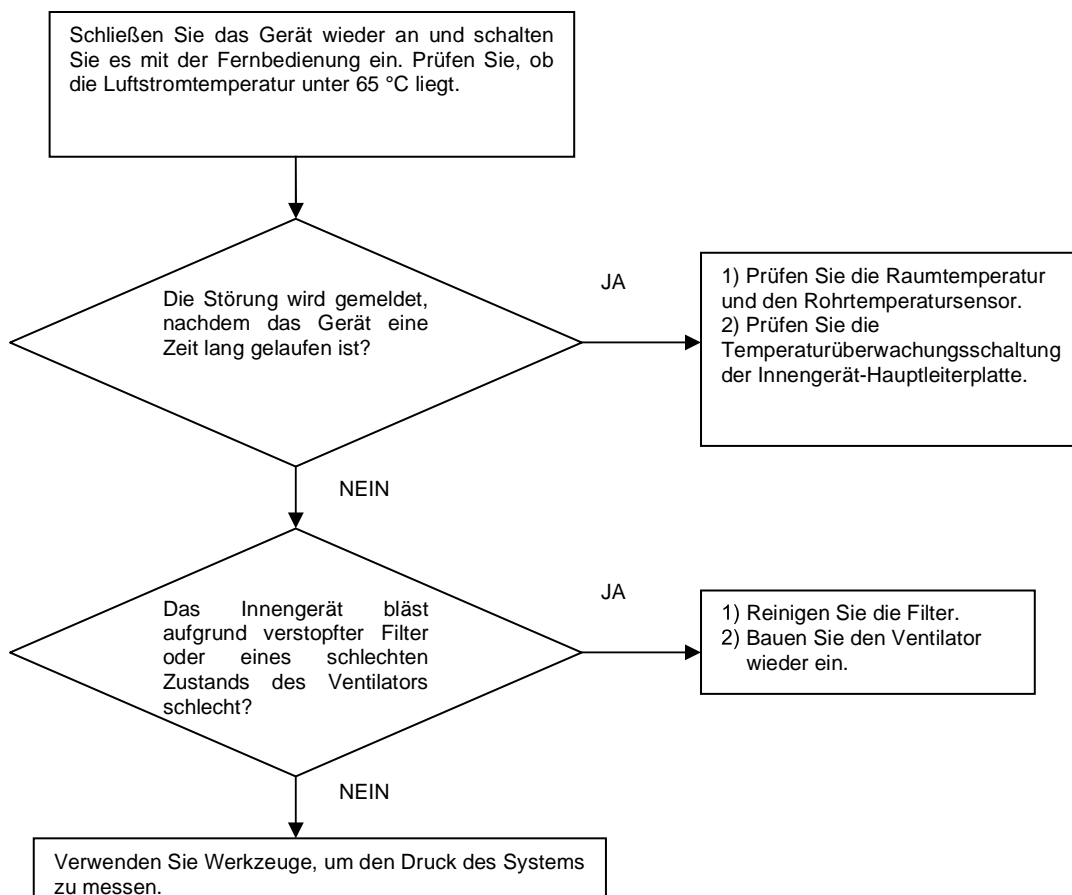 Schließen Sie das Gerät wieder an und schalten
Sie es mit der Fernbedienung ein. Prüfen Sie, ob
die Luftstromtemperatur unter 65 °C liegt.
Die Störung wird gemeldet,
nachdem das Gerät eine
Zeit lang gelaufen ist?
JA
1) Prüfen Sie die Raumtemperatur
und den Rohrtemperatursensor.
2) Prüfen Sie die
Temperaturüberwachungsschaltung
der Innengerät-Hauptleiterplatte.
NEIN
Das Innengerät bläst
aufgrund verstopfter Filter
oder eines schlechten
Zustands des Ventilators
schlecht?
JA
1) Reinigen Sie die Filter.
2) Bauen Sie den Ventilator
wieder ein.
NEIN
Verwenden Sie Werkzeuge, um den Druck des Systems
zu messen.